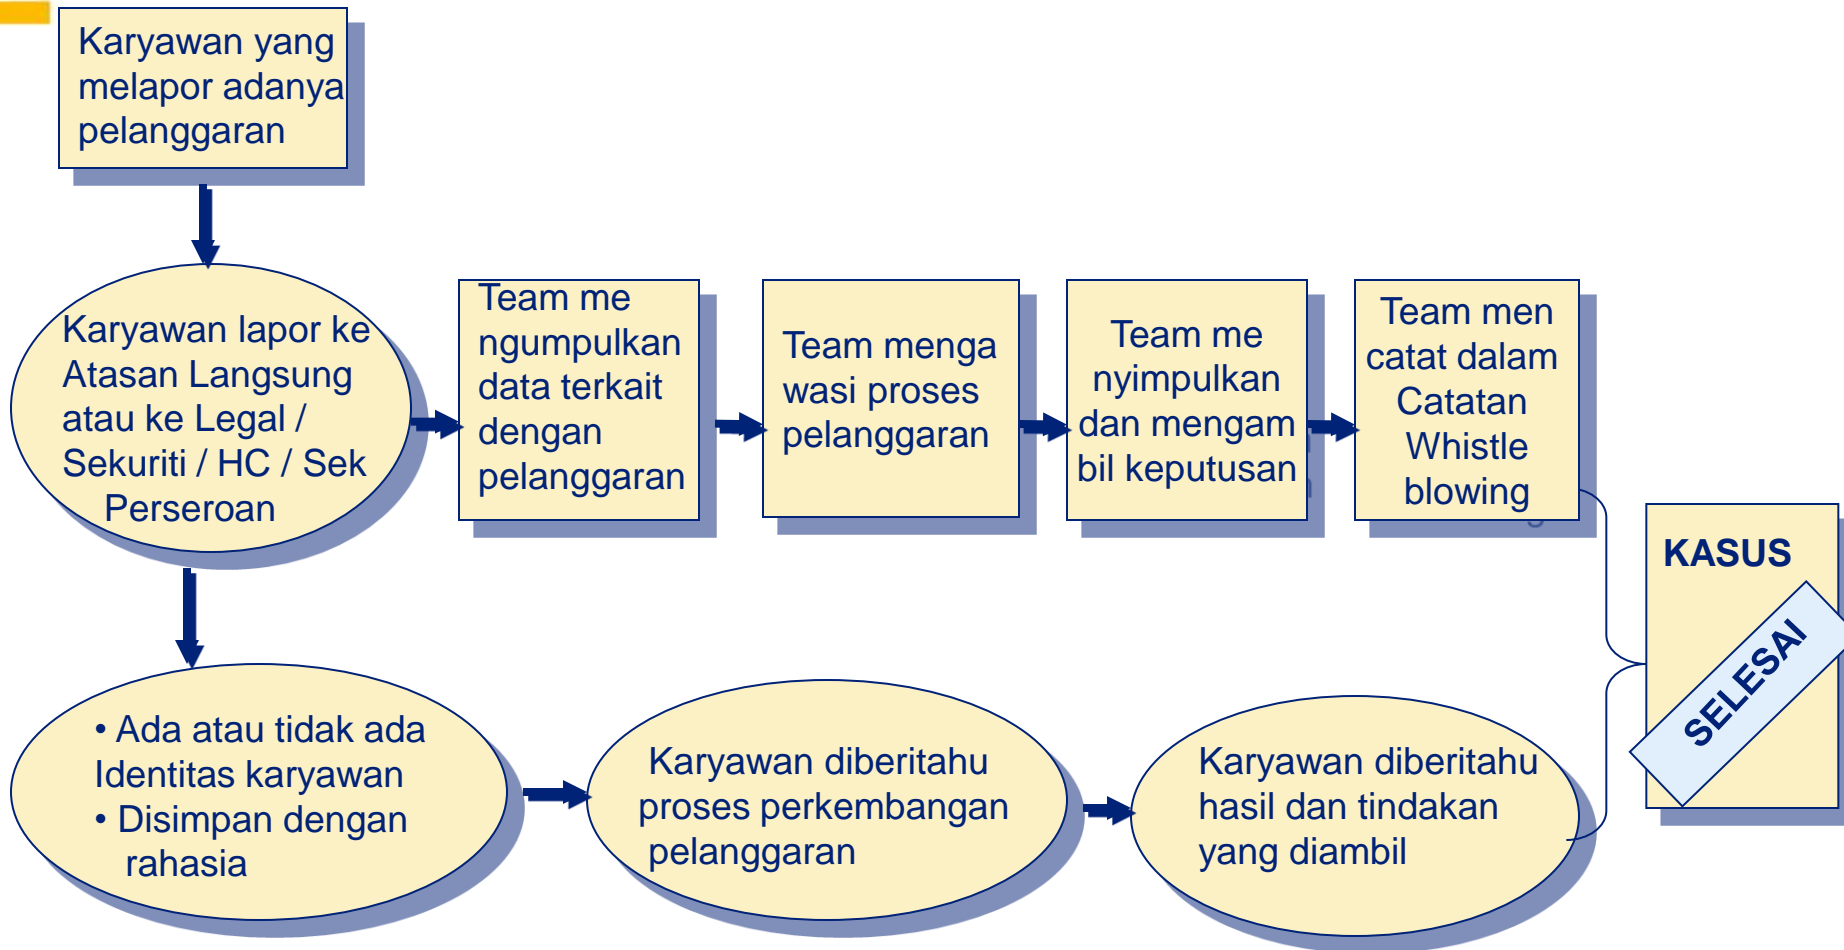 Karyawan yang
melapor adanya
pelanggaran
Karyawan lapor ke
Atasan Langsung
atau ke Legal /
Sekuriti / HC / Sek
Perseroan
Team me
ngumpulkan
data terkait
dengan
pelanggaran
Team menga
wasi proses
pelanggaran
Team me
nyimpulkan
dan mengam
bil keputusan
Team men
catat dalam
Catatan
Whistle
blowing
KASUS
SELESAI
• Ada atau tidak ada
Identitas karyawan
• Disimpan dengan
rahasia
Karyawan diberitahu
proses perkembangan
pelanggaran
Karyawan diberitahu
hasil dan tindakan
yang diambil